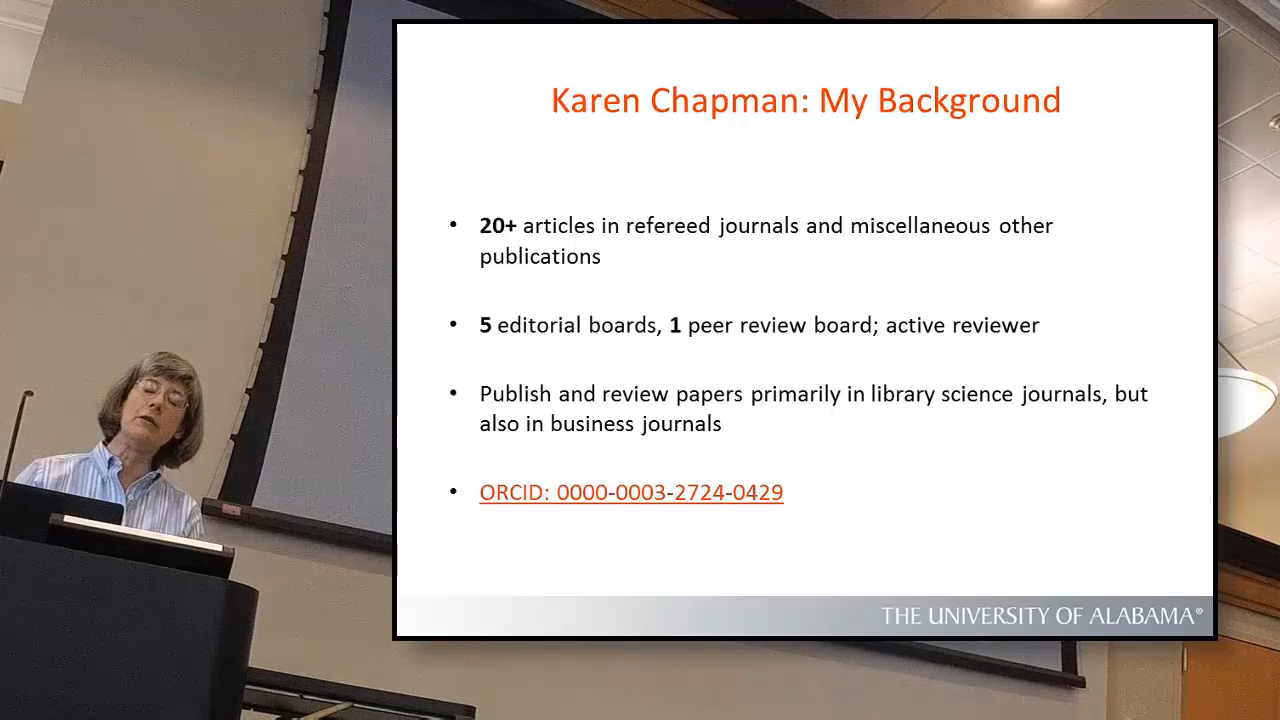 Karen Chapman: My Background
• 20+ articles in refereed journals and miscellaneous other
publications
• 5 editorial boards, 1 peer review board; active reviewer
• Publish and review papers primarily in library science journals, but
also in business journals
• ORCID: 0000-0003-2724-0429
THE UNIVERSITY OF ALABAMA®